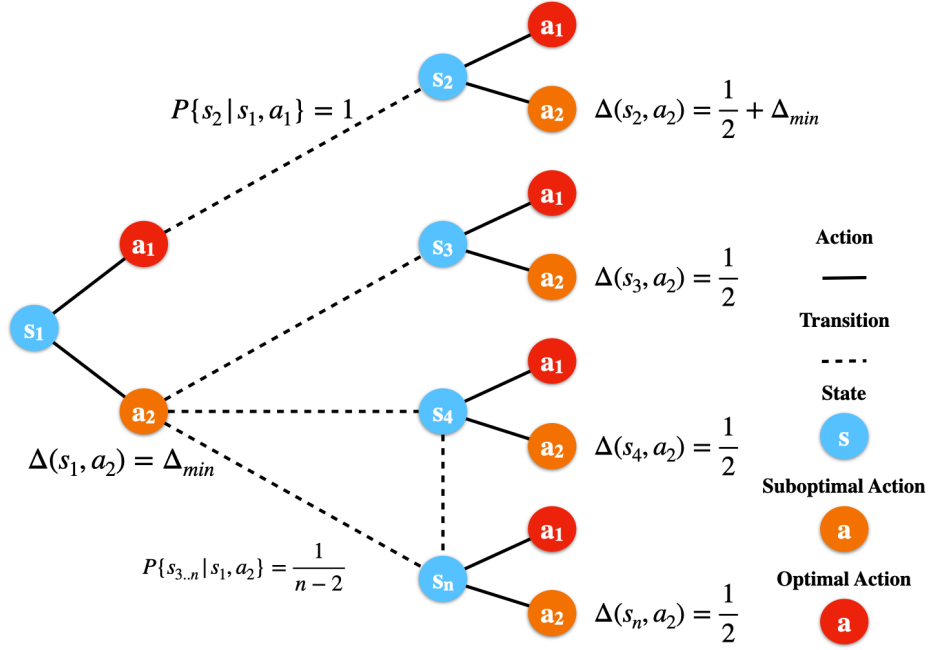 a₁
s₂
P{s₂|s₁, a₁} = 1
a₂
Δ(s₂, a₂) = 1/2 + Δₘᵢₙ
a₁
a₁
s₃
a₂
Δ(s₃, a₂) = 1/2
Action
s₁
Transition
a₁
a₂
s₄
State
a₂
Δ(s₄, a₂) = 1/2
s
Δ(s₁, a₂) = Δₘᵢₙ
Suboptimal Action
a₁
a
P{s₃..ₙ|s₁, a₂} = 1/(n − 2)
sₙ
Optimal Action
a₂
Δ(sₙ, a₂) = 1/2
a